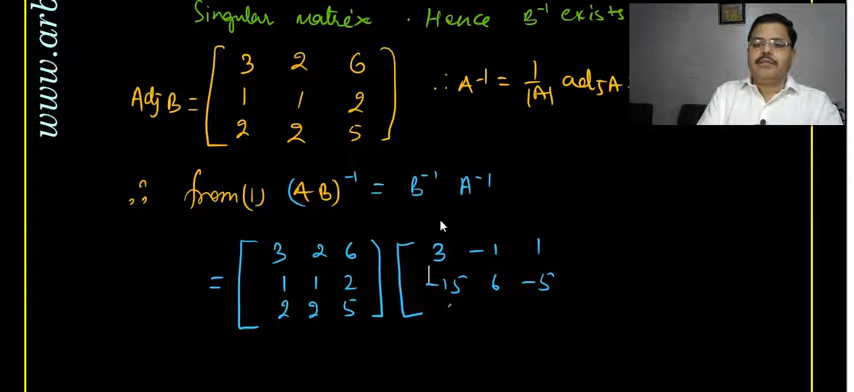 Singular matrix. Hence B⁻¹ exists
Adj B = [ 3 2 6
1 1 2
2 2 5 ]
∴ A⁻¹ = 1/|A| adj A
∴ from (1) (AB)⁻¹ = B⁻¹ A⁻¹
= [ 3 2 6
1 1 2
2 2 5 ] [ 3 -1 1
-15 6 -5
www.arb